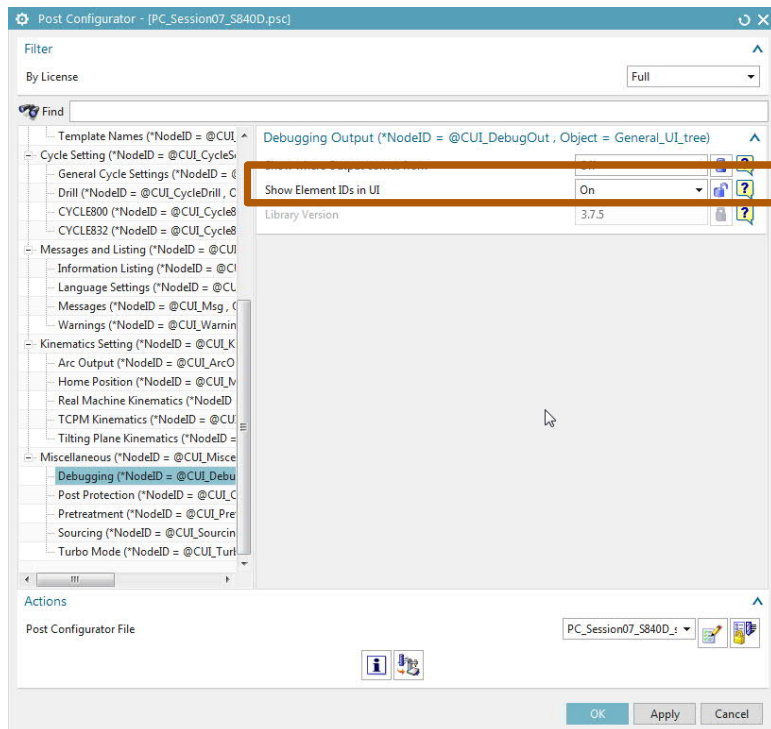 Post Configurator - [PC_Session07_S840D.psc]
Filter
By License
Full
Find
Template Names (*NodeID = @CUI_
Cycle Setting (*NodeID = @CUI_CycleS
General Cycle Settings (*NodeID =
Drill (*NodeID = @CUI_CycleDrill , C
CYCLE800 (*NodeID = @CUI_Cycle8
CYCLE832 (*NodeID = @CUI_Cycle8
Messages and Listing (*NodeID = @CUI
Information Listing (*NodeID = @C
Language Settings (*NodeID = @CU
Messages (*NodeID = @CUI_Msg ,
Warnings (*NodeID = @CUI_Warnin
Kinematics Setting (*NodeID = @CUI_K
Arc Output (*NodeID = @CUI_ArcO
Home Position (*NodeID = @CUI_M
Real Machine Kinematics (*NodeID
TCPM Kinematics (*NodeID = @CU
Tilting Plane Kinematics (*NodeID =
Miscellaneous (*NodeID = @CUI_Misce
Debugging (*NodeID = @CUI_Debu
Post Protection (*NodeID = @CUI_
Pretreatment (*NodeID = @CUI_Pre
Sourcing (*NodeID = @CUI_Sourcin
Turbo Mode (*NodeID = @CUI_Tur
Debugging Output (*NodeID = @CUI_DebugOut , Object = General_UI_tree)
Show Element IDs in UI
On
Library Version
3.7.5
Actions
Post Configurator File
PC_Session07_S840D_
OK
Apply
Cancel